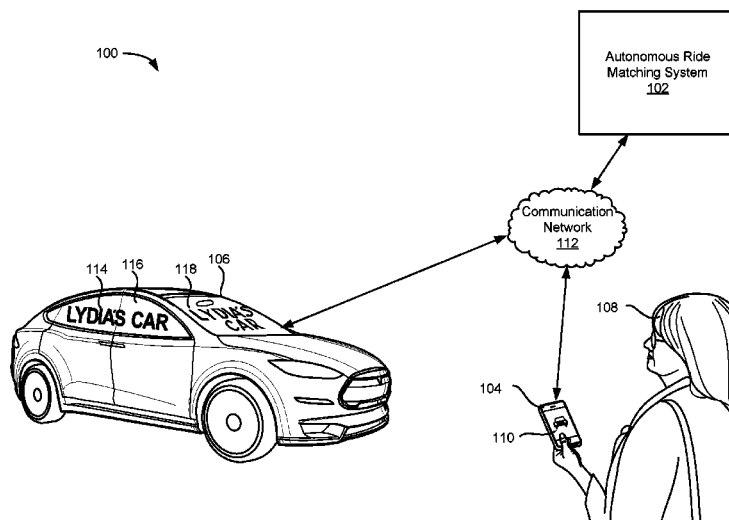 100
Autonomous Ride
Matching System
102
Communication
Network
112
114
116
118
106
LYDIA'S CAR
LYDIA'S
CAR
108
104
110